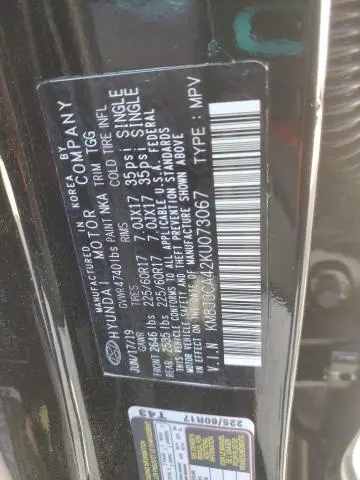 MANUFACTURED IN KOREA BY
HYUNDAI MOTOR COMPANY
JUN/17/19 GVWR 4740lbs PAINT NKA TRIM TGG
GAWR TIRES RIMS COLD TIRE INFL
FRONT 2646 lbs 225/60R17 7.0JX17 35psi SINGLE
REAR 2535 lbs 225/60R17 7.0JX17 35psi SINGLE
THIS VEHICLE CONFORMS TO ALL APPLICABLE U.S.A. FEDERAL
MOTOR VEHICLE SAFETY, BUMPER AND THEFT PREVENTION STANDARDS
IN EFFECT ON THE DATE OF MANUFACTURE SHOWN ABOVE
V.I.N KM8J3CA42KU073067 TYPE : MPV
T43
225/60R17